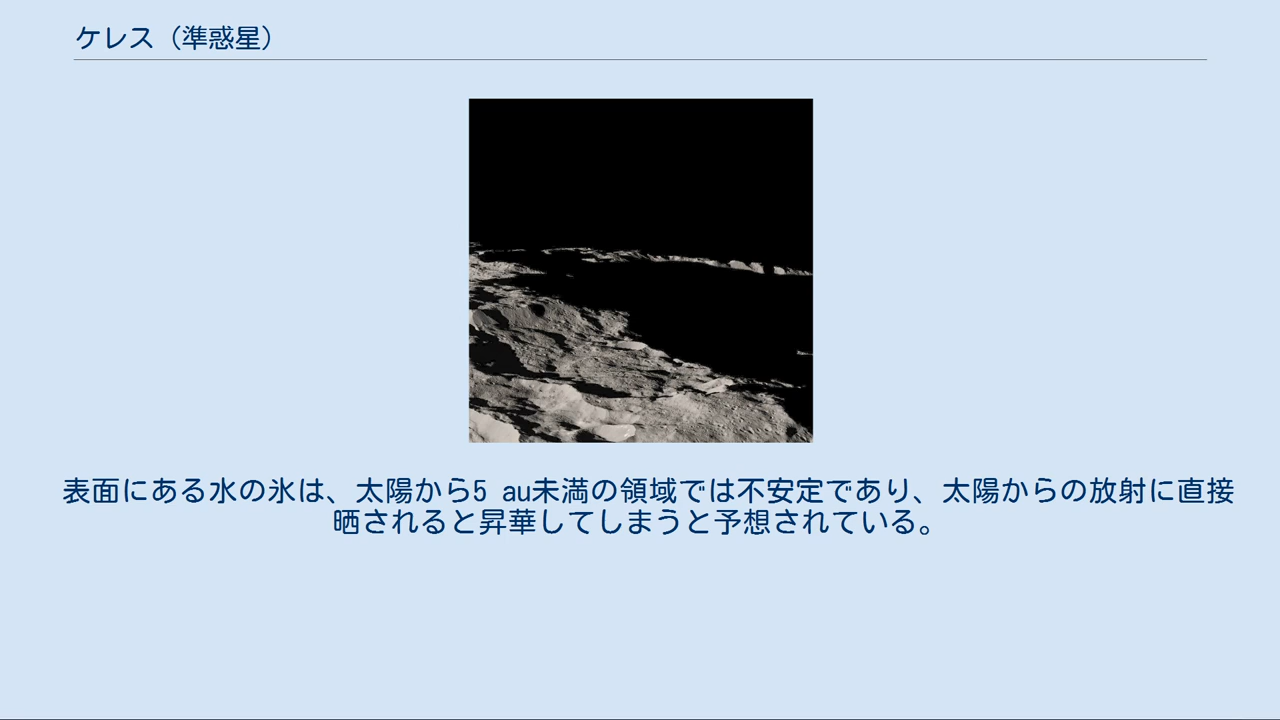 ケレス（準惑星）
表面にある水の氷は、太陽から5 au未満の領域では不安定であり、太陽からの放射に直接
晒されると昇華してしまうと予想されている。